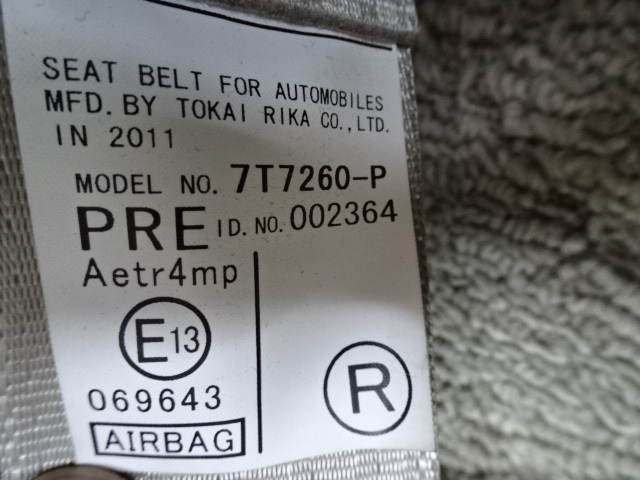 SEAT BELT FOR AUTOMOBILES
MFD. BY TOKAI RIKA CO., LTD.
IN 2011
MODEL NO. 7T7260-P
PRE ID. NO. 002364
Aetr4mp
E13
R
069643
AIRBAG